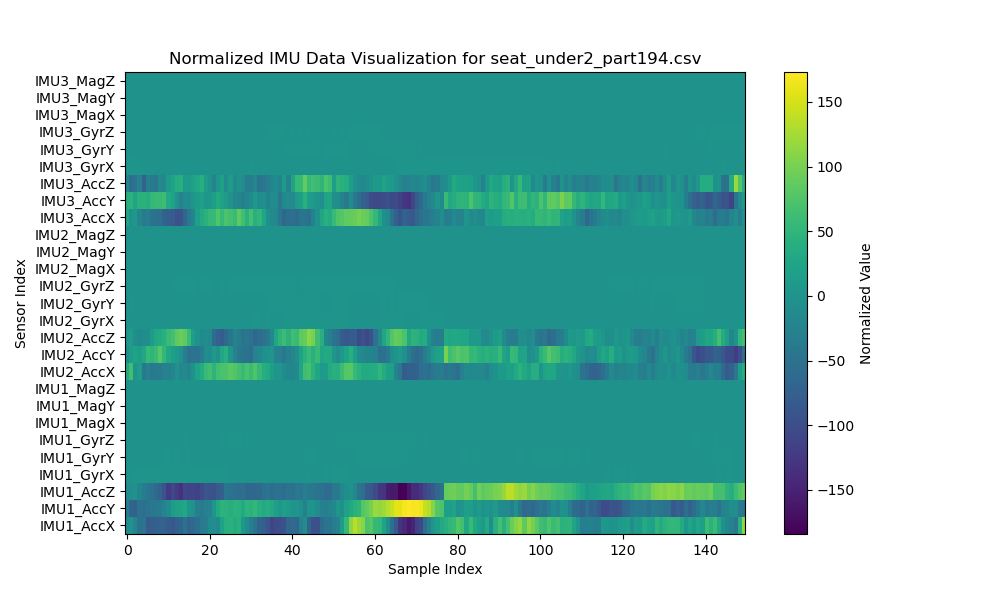 Normalized IMU Data Visualization for seat_under2_part194.csv
IMU3_MagZ
IMU3_MagY
IMU3_MagX
IMU3_GyrZ
IMU3_GyrY
IMU3_GyrX
IMU3_AccZ
IMU3_AccY
IMU3_AccX
IMU2_MagZ
IMU2_MagY
IMU2_MagX
IMU2_GyrZ
IMU2_GyrY
IMU2_GyrX
IMU2_AccZ
IMU2_AccY
IMU2_AccX
IMU1_MagZ
IMU1_MagY
IMU1_MagX
IMU1_GyrZ
IMU1_GyrY
IMU1_GyrX
IMU1_AccZ
IMU1_AccY
IMU1_AccX
Sensor Index
0 20 40 60 80 100 120 140
Sample Index
150
100
50
0
−50
−100
−150
Normalized Value